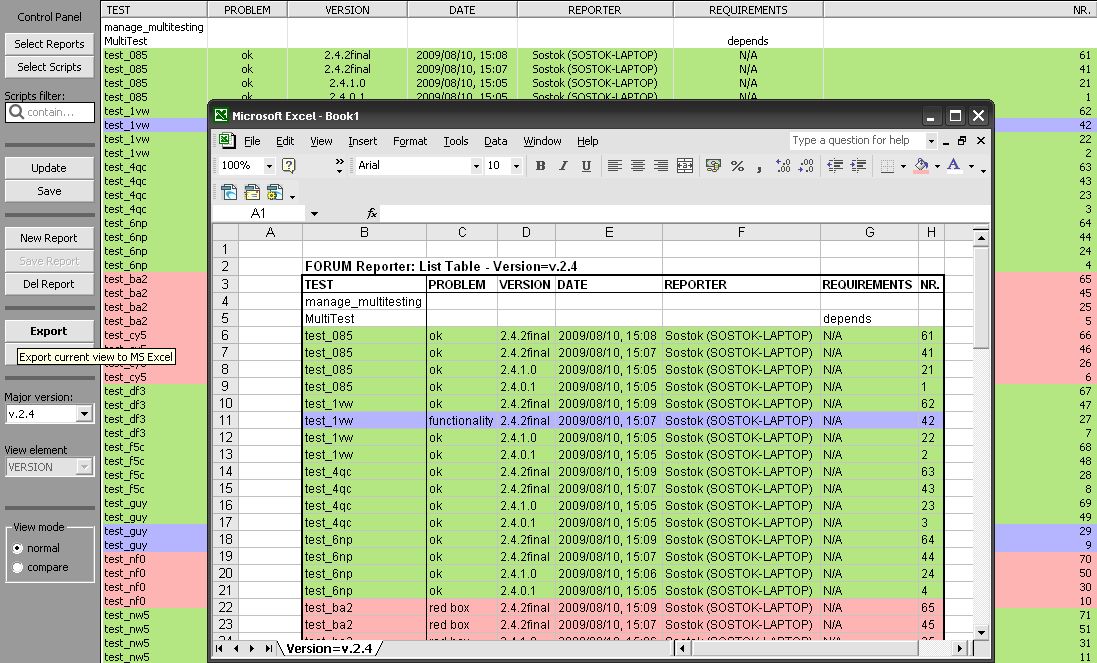 Control Panel
Select Reports
Select Scripts
Scripts filter:
contain...
Update
Save
New Report
Save Report
Del Report
Export
Export current view to MS Excel
Major version:
v.2.4
View element
VERSION
View mode
normal
compare
TEST PROBLEM VERSION DATE REPORTER REQUIREMENTS NR.
manage_multitesting
MultiTest depends
test_085 ok 2.4.2final 2009/08/10, 15:08 Sostok (SOSTOK-LAPTOP) N/A 61
test_085 ok 2.4.2final 2009/08/10, 15:07 Sostok (SOSTOK-LAPTOP) N/A 41
test_085 ok 2.4.1.0 2009/08/10, 15:05 Sostok (SOSTOK-LAPTOP) N/A 21
test_085 ok 2.4.0.1 2009/08/10, 15:05 Sostok (SOSTOK-LAPTOP) N/A 1
test_1vw 62
test_1vw 42
test_1vw 22
test_1vw 2
test_4qc 63
test_4qc 43
test_4qc 23
test_4qc 3
test_6np 64
test_6np 44
test_6np 24
test_6np 4
test_ba2 65
test_ba2 45
test_ba2 25
test_ba2 5
test_cy5 66
46
26
test_cy5 6
test_df3 67
test_df3 47
test_df3 27
test_df3 7
test_f5c 68
test_f5c 48
test_f5c 28
test_f5c 8
test_guy 69
test_guy 49
test_guy 29
test_guy 9
test_nf0 70
test_nf0 50
test_nf0 30
test_nf0 10
test_nw5 71
test_nw5 51
test_nw5 31
test_nw5 11
Microsoft Excel - Book1
File Edit View Insert Format Tools Data Window Help Type a question for help
100% Arial 10 B I U % ,
A1 fx
A B C D E F G H
1
2 FORUM Reporter: List Table - Version=v.2.4
3 TEST PROBLEM VERSION DATE REPORTER REQUIREMENTS NR.
4 manage_multitesting
5 MultiTest depends
6 test_085 ok 2.4.2final 2009/08/10, 15:08 Sostok (SOSTOK-LAPTOP) N/A 61
7 test_085 ok 2.4.2final 2009/08/10, 15:07 Sostok (SOSTOK-LAPTOP) N/A 41
8 test_085 ok 2.4.1.0 2009/08/10, 15:05 Sostok (SOSTOK-LAPTOP) N/A 21
9 test_085 ok 2.4.0.1 2009/08/10, 15:05 Sostok (SOSTOK-LAPTOP) N/A 1
10 test_1vw ok 2.4.2final 2009/08/10, 15:09 Sostok (SOSTOK-LAPTOP) N/A 62
11 test_1vw functionality 2.4.2final 2009/08/10, 15:07 Sostok (SOSTOK-LAPTOP) N/A 42
12 test_1vw ok 2.4.1.0 2009/08/10, 15:05 Sostok (SOSTOK-LAPTOP) N/A 22
13 test_1vw ok 2.4.0.1 2009/08/10, 15:05 Sostok (SOSTOK-LAPTOP) N/A 2
14 test_4qc ok 2.4.2final 2009/08/10, 15:09 Sostok (SOSTOK-LAPTOP) N/A 63
15 test_4qc ok 2.4.2final 2009/08/10, 15:07 Sostok (SOSTOK-LAPTOP) N/A 43
16 test_4qc ok 2.4.1.0 2009/08/10, 15:05 Sostok (SOSTOK-LAPTOP) N/A 23
17 test_4qc ok 2.4.0.1 2009/08/10, 15:05 Sostok (SOSTOK-LAPTOP) N/A 3
18 test_6np ok 2.4.2final 2009/08/10, 15:09 Sostok (SOSTOK-LAPTOP) N/A 64
19 test_6np ok 2.4.2final 2009/08/10, 15:07 Sostok (SOSTOK-LAPTOP) N/A 44
20 test_6np ok 2.4.1.0 2009/08/10, 15:06 Sostok (SOSTOK-LAPTOP) N/A 24
21 test_6np ok 2.4.0.1 2009/08/10, 15:05 Sostok (SOSTOK-LAPTOP) N/A 4
22 test_ba2 red box 2.4.2final 2009/08/10, 15:09 Sostok (SOSTOK-LAPTOP) N/A 65
23 test_ba2 red box 2.4.2final 2009/08/10, 15:07 Sostok (SOSTOK-LAPTOP) N/A 45
Version=v.2.4